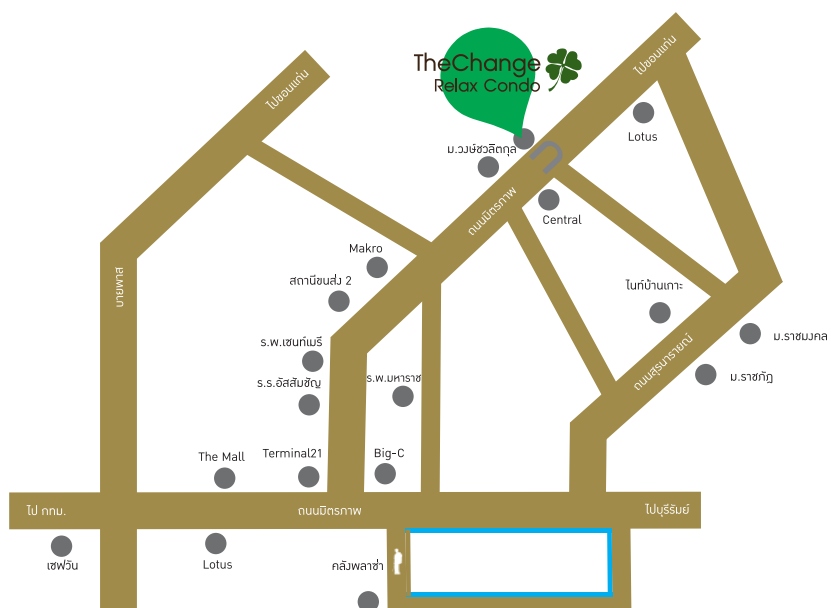 TheChange
Relax Condo
ไปขอนแก่น
ไปขอนแก่น
Lotus
ม.วงษ์ชวลิตกุล
ถนนมิตรภาพ
Central
Makro
สถานีขนส่ง 2
บายพาส
ไนท์บ้านเกาะ
ม.ราชมงคล
ร.พ.เซนท์เมรี
ถนนสุรนารายณ์
ร.ร.อัสสัมชัญ
ร.พ.มหาราช
ม.ราชภัฏ
The Mall
Terminal21
Big-C
ไป กทม.
ถนนมิตรภาพ
ไปบุรีรัมย์
เซฟวัน
Lotus
คลังพลาซ่า